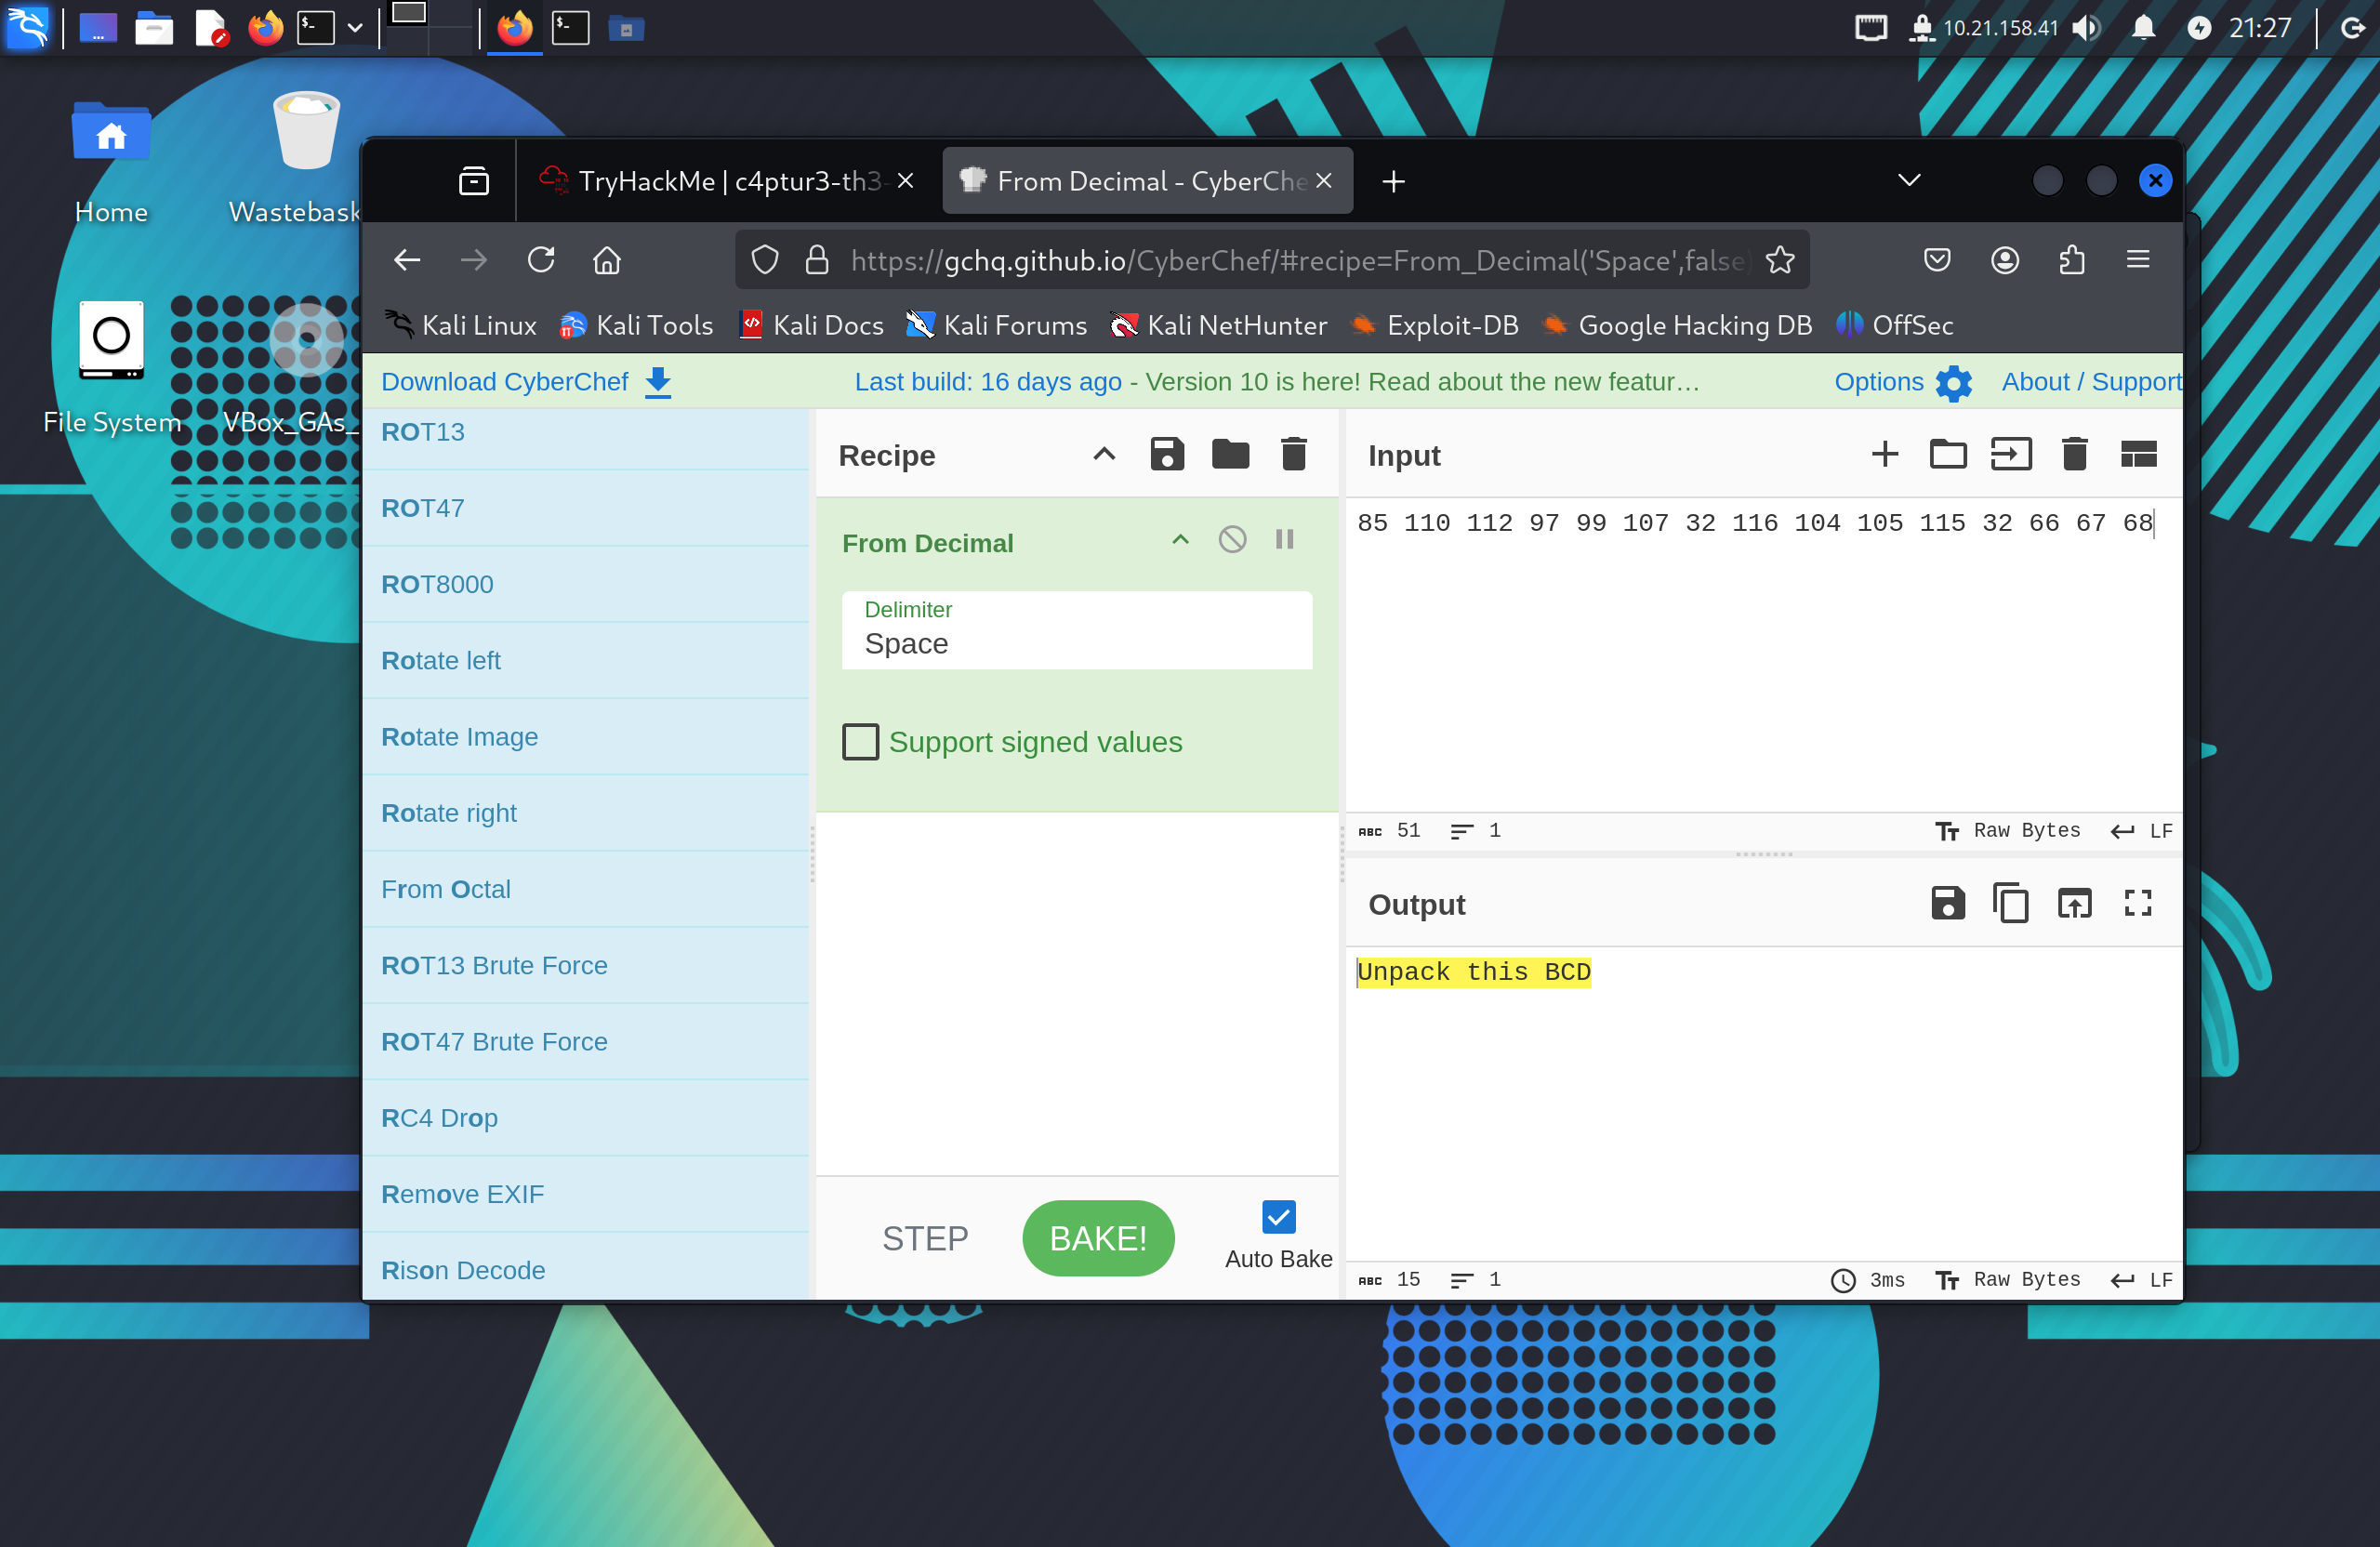 10.21.158.41
21:27
Home
Wastebask
File System
VBox_GAs_
TryHackMe | c4ptur3-th3-
From Decimal - CyberChe
https://gchq.github.io/CyberChef/#recipe=From_Decimal('Space',false)
Kali Linux
Kali Tools
Kali Docs
Kali Forums
Kali NetHunter
Exploit-DB
Google Hacking DB
OffSec
Download CyberChef
Last build: 16 days ago - Version 10 is here! Read about the new featur…
Options
About / Support
ROT13
ROT47
ROT8000
Rotate left
Rotate Image
Rotate right
From Octal
ROT13 Brute Force
ROT47 Brute Force
RC4 Drop
Remove EXIF
Rison Decode
Recipe
From Decimal
Delimiter
Space
Support signed values
STEP
BAKE!
Auto Bake
Input
85 110 112 97 99 107 32 116 104 105 115 32 66 67 68
ABC 51
1
Raw Bytes
LF
Output
Unpack this BCD
ABC 15
1
3ms
Raw Bytes
LF